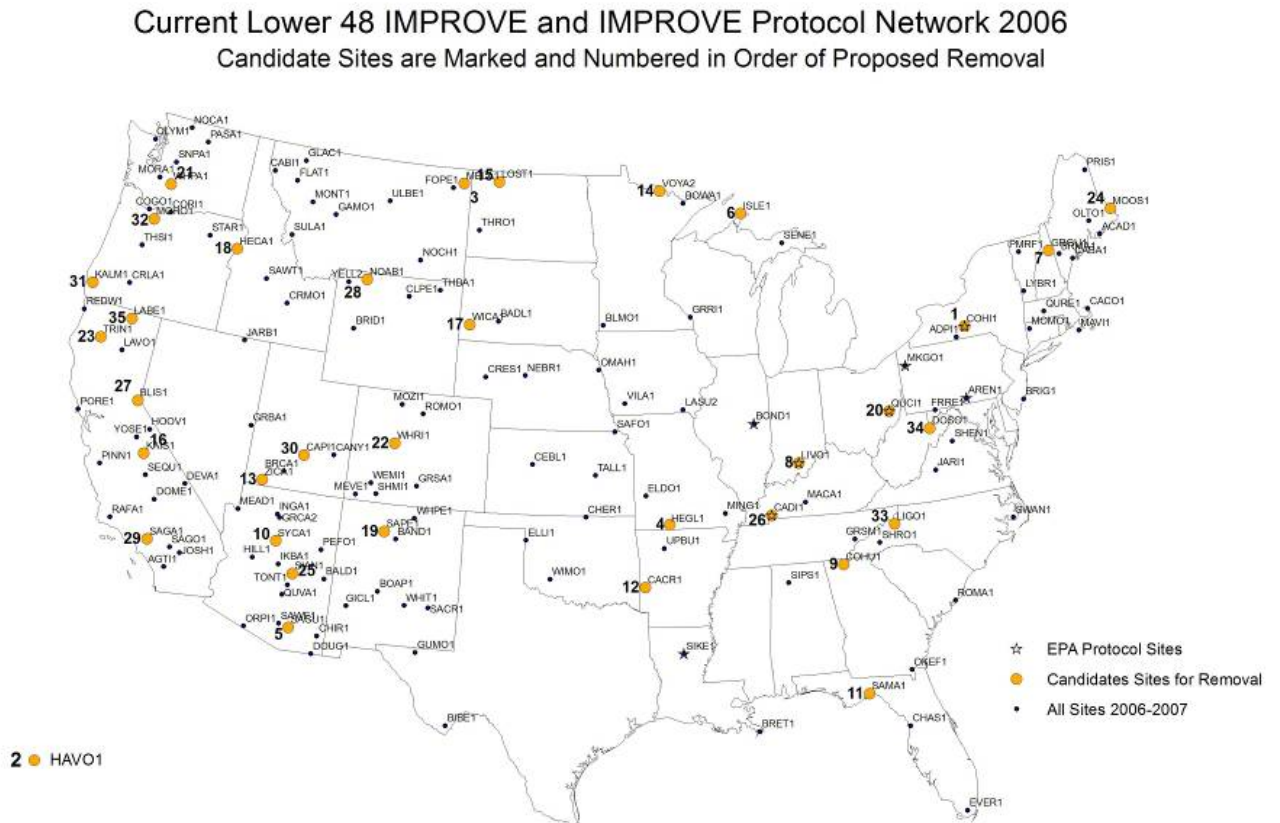 Current Lower 48 IMPROVE and IMPROVE Protocol Network 2006
Candidate Sites are Marked and Numbered in Order of Proposed Removal
NOCA1
OLYM1
PASA1
SNPA1
MORA1
21
COGO1
CORI1
32
THSI1
STAR1
18
HECA1
CABI1
GLAC1
FLAT1
MONT1
GAMO1
ULBE1
SULA1
NOCH1
FOPE1
3
15
LOST1
THRO1
14
VOYA2
BOWA1
6
ISLE1
SENE1
PRIS1
24
MOOS1
OLTO1
ACAD1
PMRF1
7
LYBR1
QURE1
CACO1
MOMO1
MAVI1
31
KALM1
CRLA1
REDW1
35
LABE1
23
TRIN1
LAVO1
SAWT1
CRMO1
JARB1
YELL2
NOAB1
28
CLPE1
THBA1
BRID1
17
WICA1
BADL1
BLMO1
GRRI1
1
COHI1
ADPI1
MKGO1
AREN1
BRIG1
CRES1
NEBR1
OMAH1
VILA1
LASU2
SAFO1
BOND1
20
QUCI1
FRRE1
34
DOSO1
SHEN1
JARI1
27
BLIS1
PORE1
HOOV1
YOSE1
16
KAIS1
PINN1
SEQU1
DEVA1
DOME1
RAFA1
29
SAGA1
SAGO1
JOSH1
AGTI1
GRSA1
MOZI1
ROMO1
22
WHRI1
30
CAPI1
CANY1
BRCA1
13
ZICA1
WEMI1
MEVE1
SHMI1
GRSA1
CEBL1
TALL1
8
LIVO1
ELDO1
MACA1
MING1
CADI1
26
MEAD1
INGA1
GRCA2
10
SYCA1
HILL1
PEFO1
IKBA1
TONT1
25
BALD1
QUVA1
WHPE1
19
SAPE1
BAND1
CHER1
4
HEGL1
UPBU1
ELLI1
WIMO1
12
CACR1
33
LIGO1
GRSM1
SHRO1
SWAN1
9
COHU1
SIPS1
ROMA1
BOAP1
GICL1
WHIT1
SACR1
ORPI1
5
CHIR1
DOUG1
GUMO1
BIBE1
SIKE1
BRET1
OKEF1
11
SAMA1
CHAS1
EVER1
EPA Protocol Sites
Candidates Sites for Removal
All Sites 2006-2007
2
HAVO1